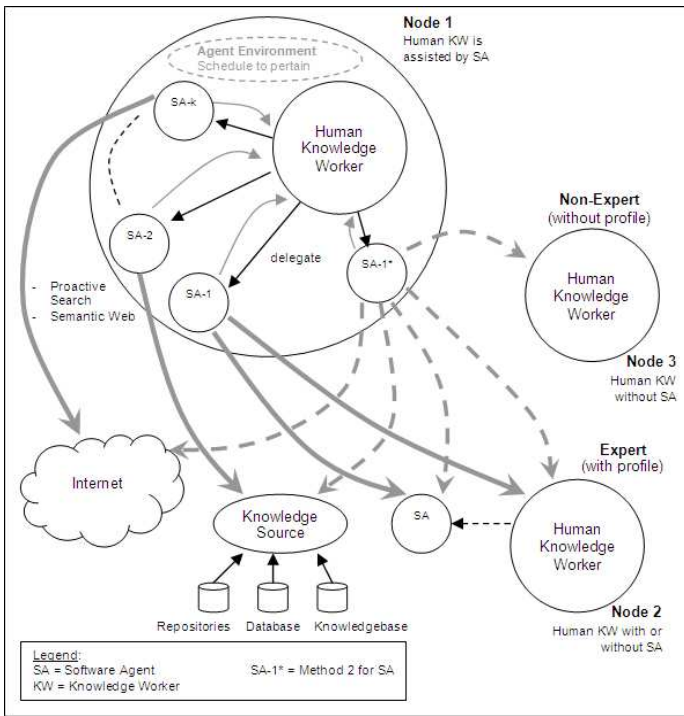 Node 1
Human KW is
assisted by SA
Agent Environment
Schedule to pertain
SA-k
Human
Knowledge
Worker
SA-2
SA-1
delegate
SA-1*
- Proactive
Search
- Semantic Web
Non-Expert
(without profile)
Human
Knowledge
Worker
Node 3
Human KW
without SA
Internet
Knowledge
Source
SA
Expert
(with profile)
Human
Knowledge
Worker
Node 2
Human KW with or
without SA
Repositories
Database
Knowledgebase
Legend:
SA = Software Agent
SA-1* = Method 2 for SA
KW = Knowledge Worker